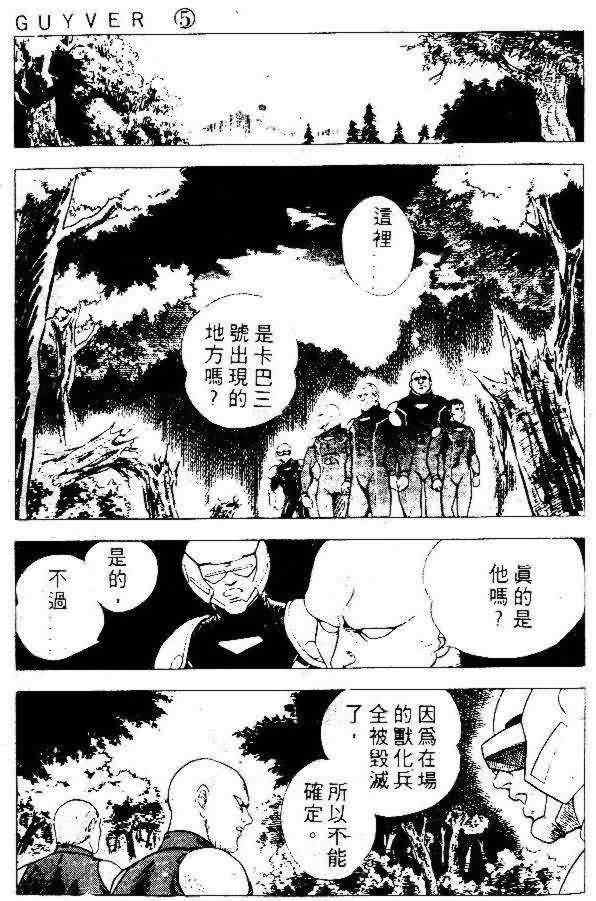 GUYVER ⑤
這裡……
是卡巴三
號出現的
地方嗎？
真的是
他嗎？
是的，
不過……
因為在場
的獸化兵
全被毀滅
了，
所以不能
確定。